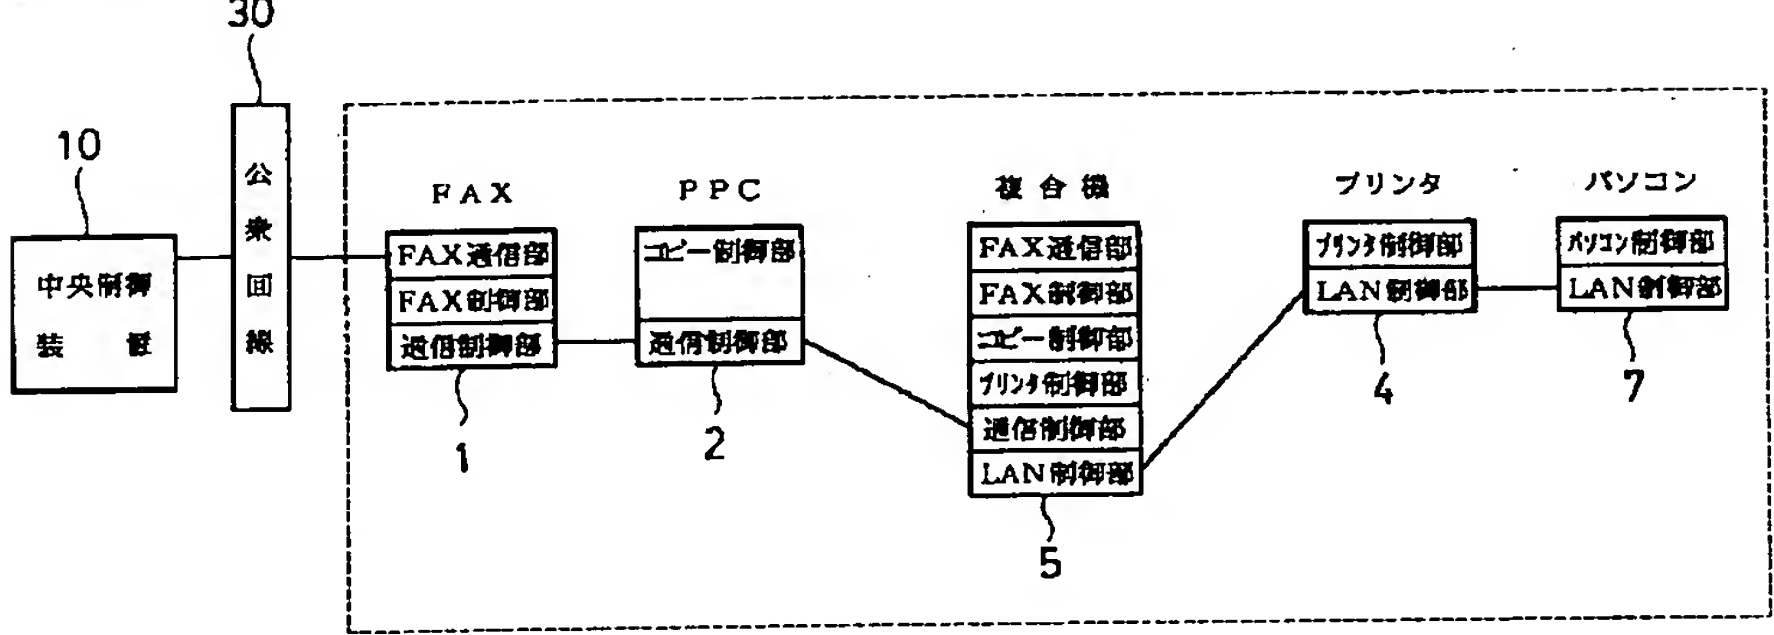 30
10
中央制御
装置
公衆回線
FAX
FAX通信部
FAX制御部
通信制御部
1
PPC
コピー制御部
通信制御部
2
複合機
FAX通信部
FAX制御部
コピー制御部
プリンタ制御部
通信制御部
LAN制御部
5
プリンタ
プリンタ制御部
LAN制御部
4
パソコン
パソコン制御部
LAN制御部
7